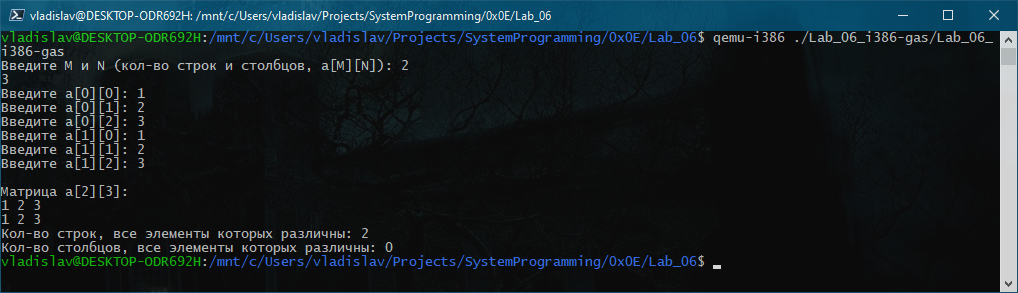 vladislav@DESKTOP-ODR692H: /mnt/c/Users/vladislav/Projects/SystemProgramming/0x0E/Lab_06
vladislav@DESKTOP-ODR692H:/mnt/c/Users/vladislav/Projects/SystemProgramming/0x0E/Lab_06$ qemu-i386 ./Lab_06_i386-gas/Lab_06_
i386-gas
Введите M и N (кол-во строк и столбцов, a[M][N]): 2
3
Введите a[0][0]: 1
Введите a[0][1]: 2
Введите a[0][2]: 3
Введите a[1][0]: 1
Введите a[1][1]: 2
Введите a[1][2]: 3
Матрица a[2][3]:
1 2 3
1 2 3
Кол-во строк, все элементы которых различны: 2
Кол-во столбцов, все элементы которых различны: 0
vladislav@DESKTOP-ODR692H:/mnt/c/Users/vladislav/Projects/SystemProgramming/0x0E/Lab_06$